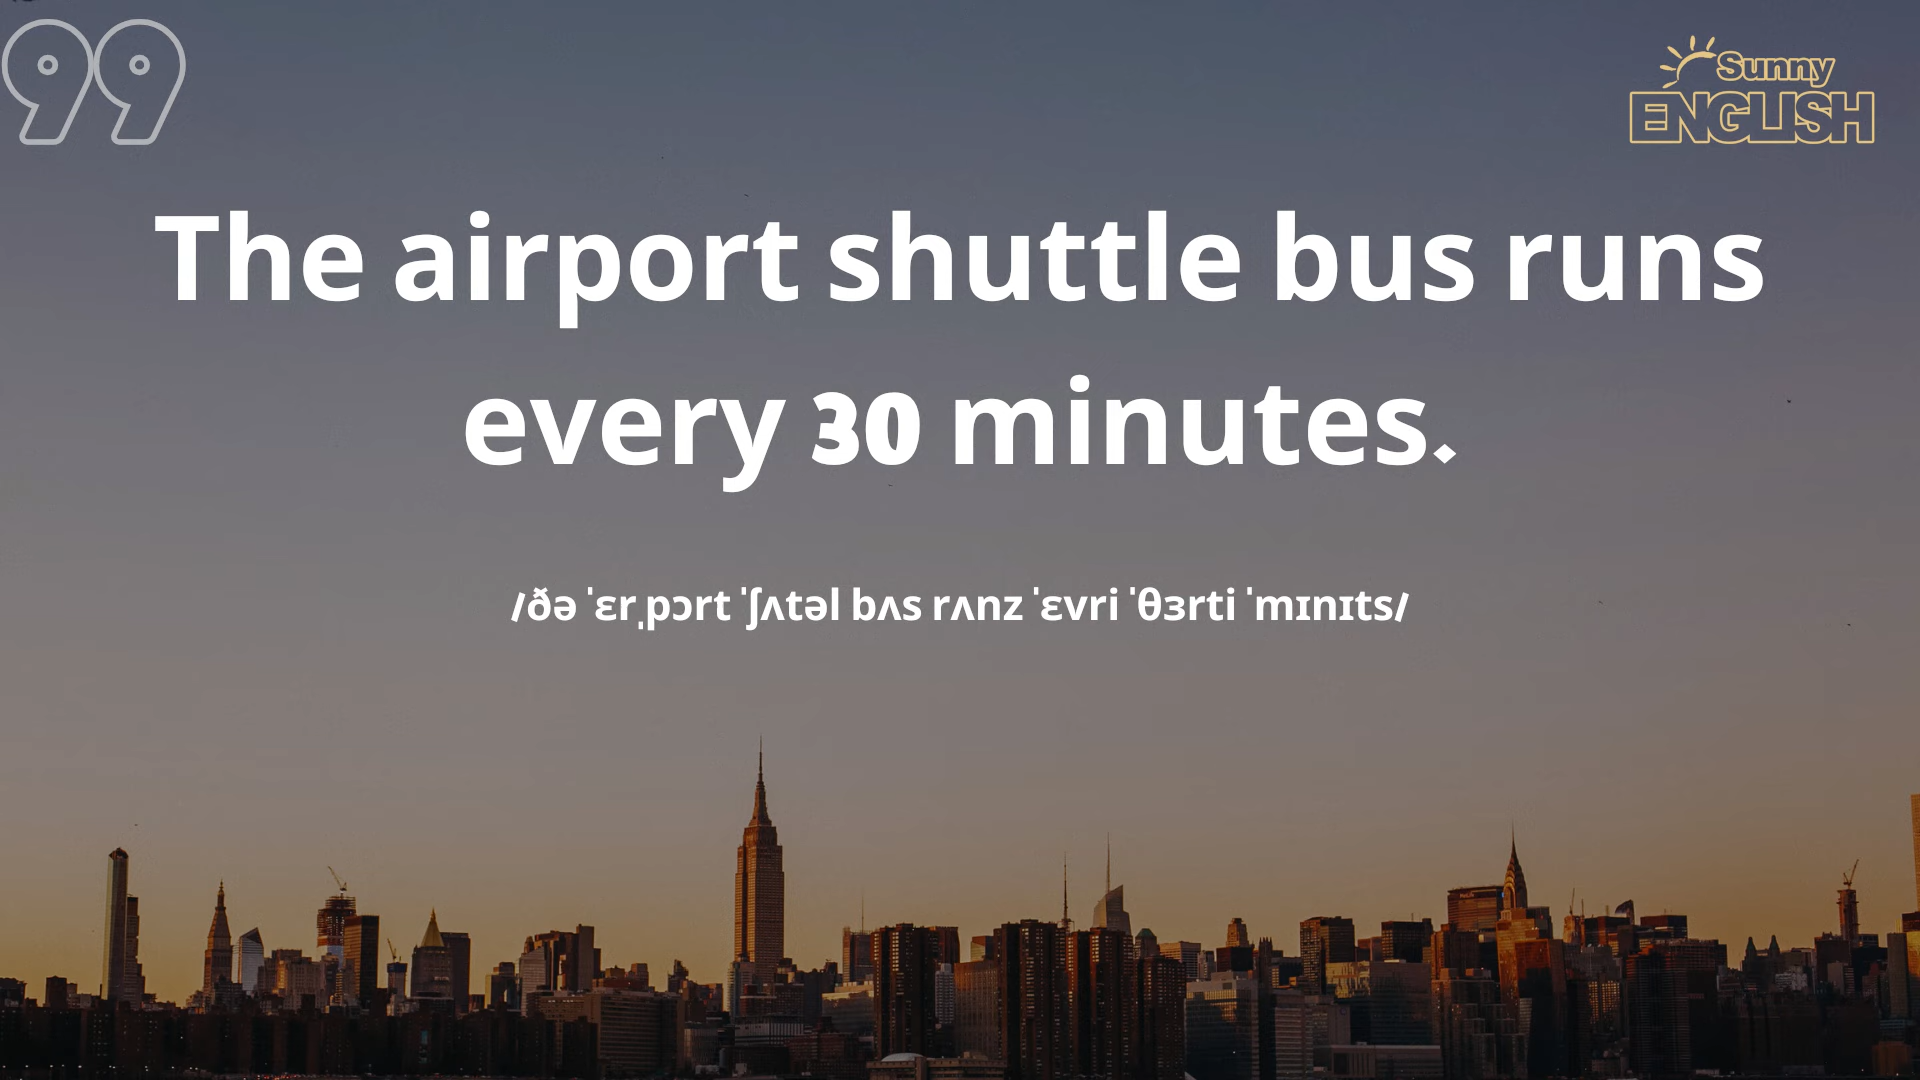 99
Sunny
ENGLISH
The airport shuttle bus runs
every 30 minutes.
/ðə ˈɛrˌpɔrt ˈʃʌtəl bʌs rʌnz ˈɛvri ˈθɜrti ˈmɪnɪts/